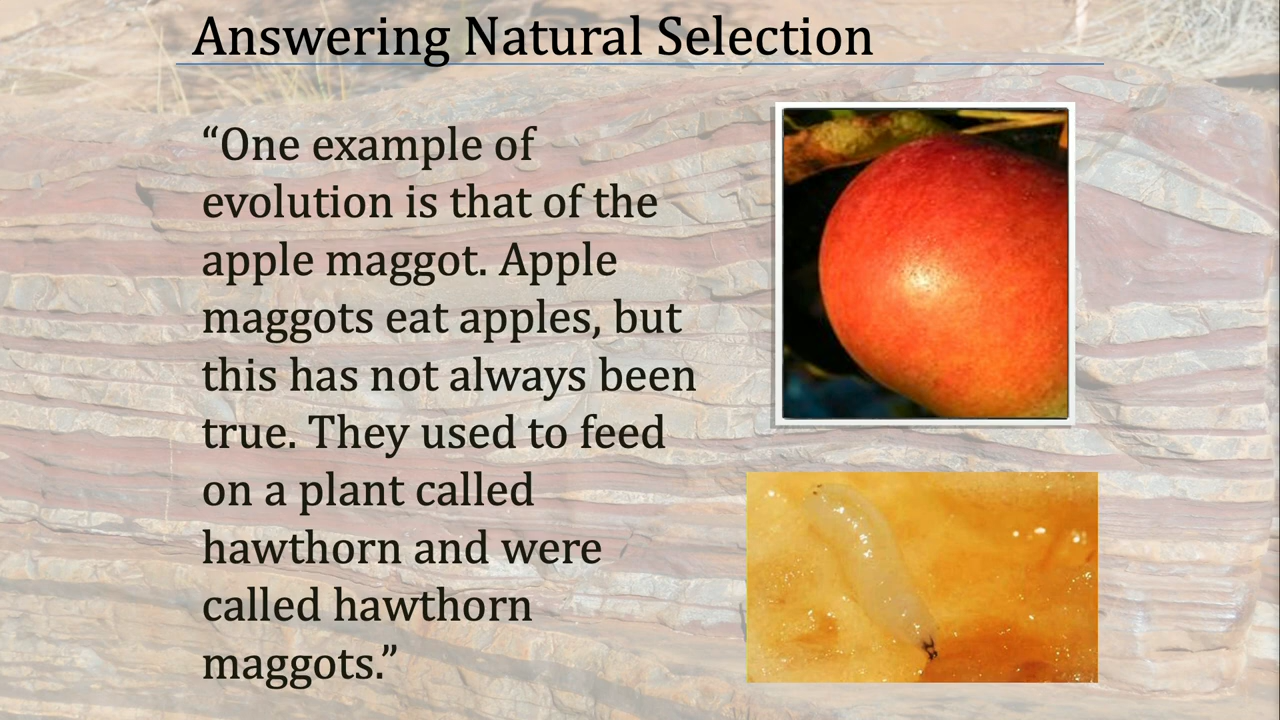 Answering Natural Selection
“One example of
evolution is that of the
apple maggot. Apple
maggots eat apples, but
this has not always been
true. They used to feed
on a plant called
hawthorn and were
called hawthorn
maggots.”